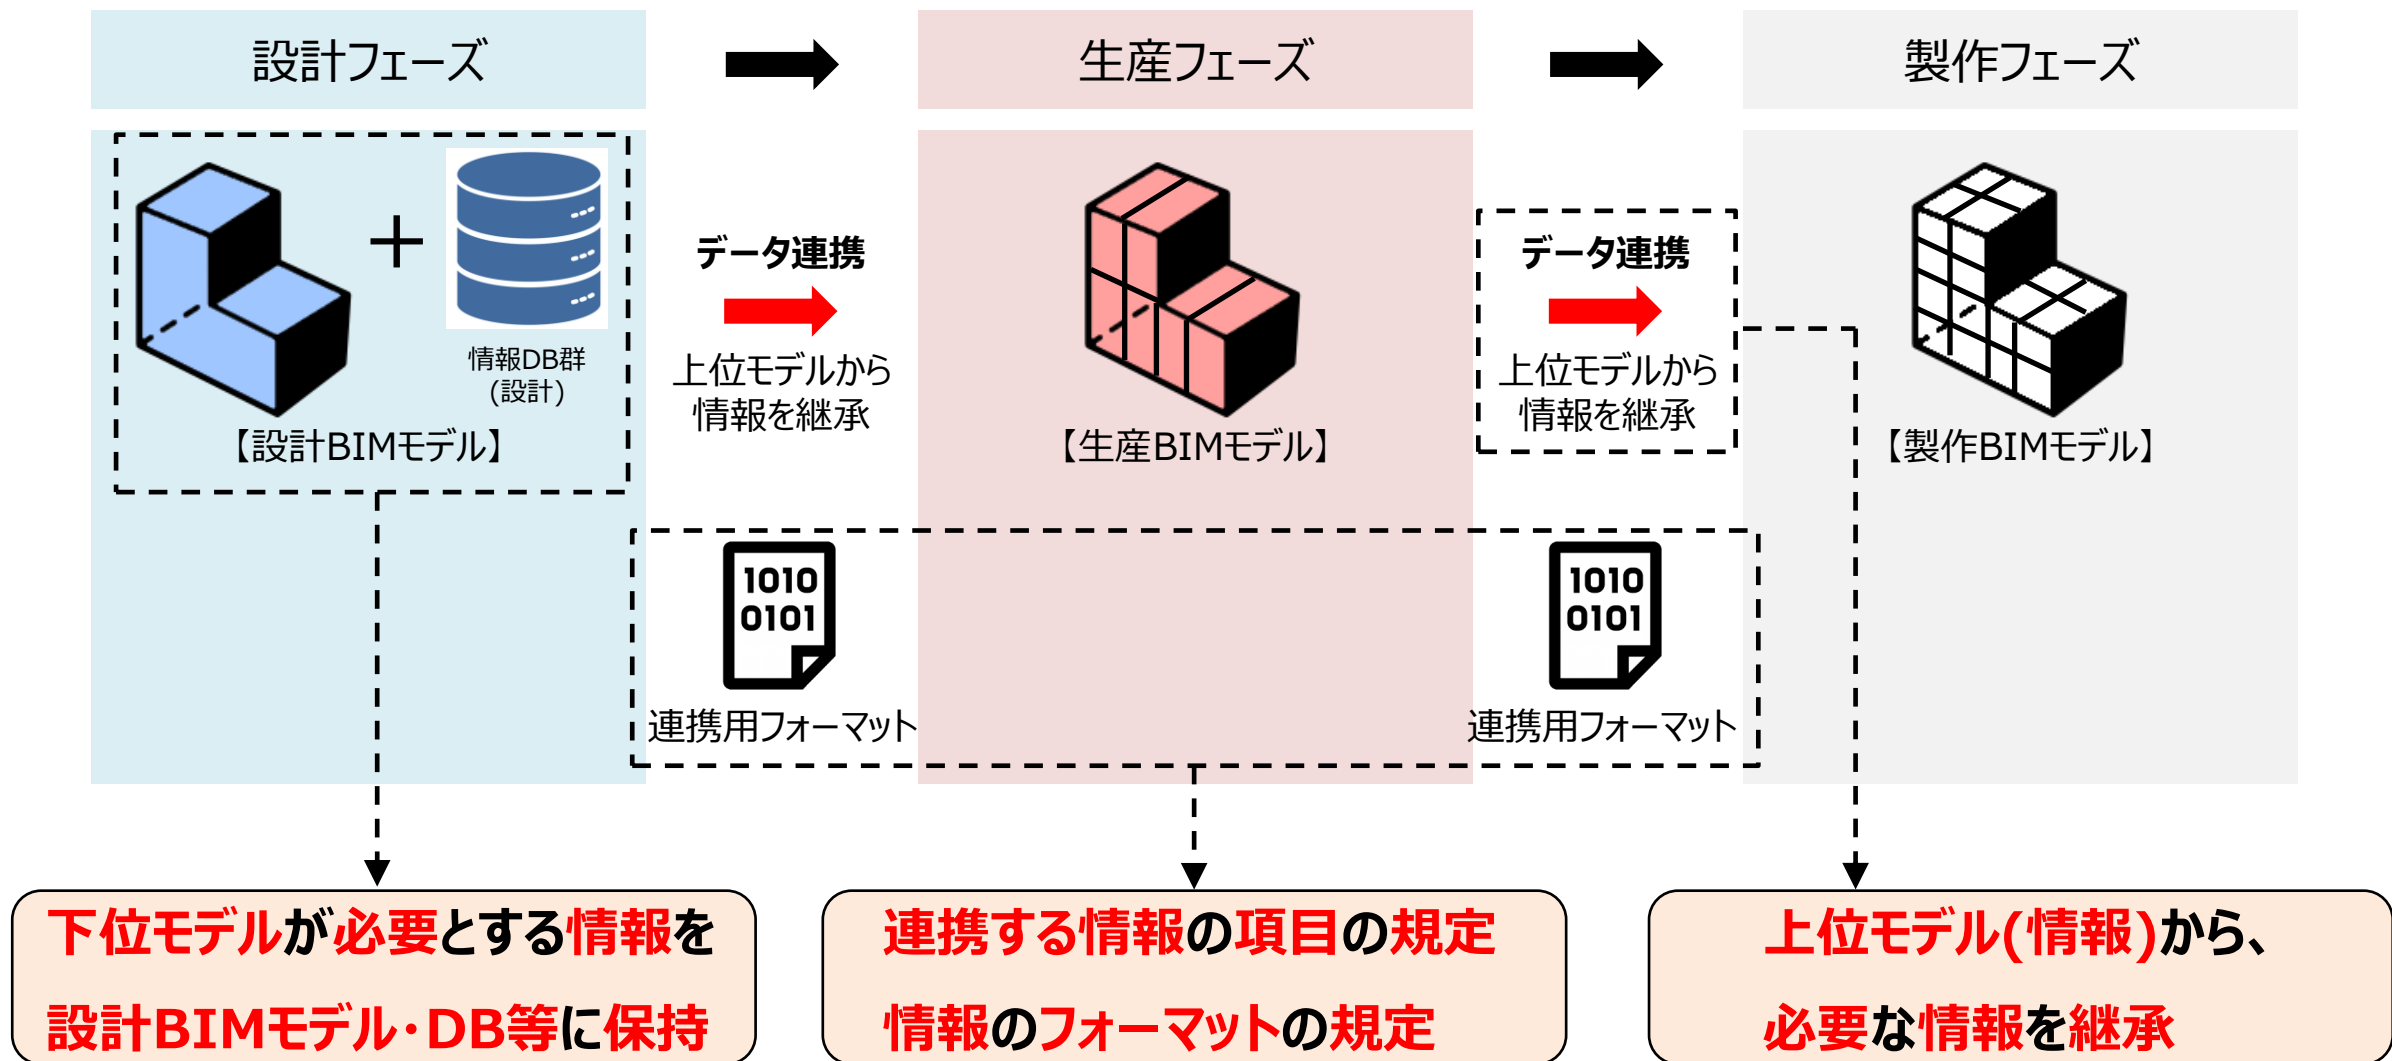 設計フェーズ
生産フェーズ
製作フェーズ
情報DB群
(設計)
【設計BIMモデル】
データ連携
上位モデルから
情報を継承
【生産BIMモデル】
データ連携
上位モデルから
情報を継承
【製作BIMモデル】
1010
0101
連携用フォーマット
1010
0101
連携用フォーマット
下位モデルが必要とする情報を
設計BIMモデル・DB等に保持
連携する情報の項目の規定
情報のフォーマットの規定
上位モデル(情報)から、
必要な情報を継承